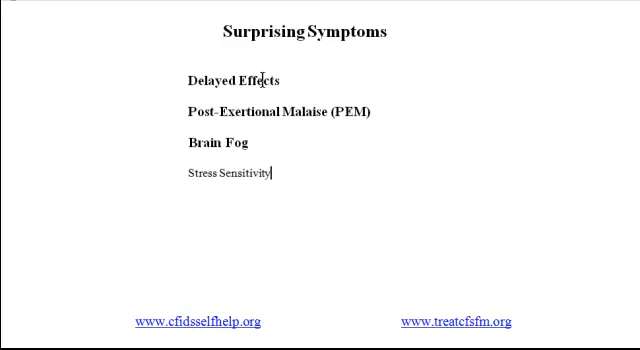 Surprising Symptoms
Delayed Effects
Post-Exertional Malaise (PEM)
Brain Fog
Stress Sensitivity
www.cfidsselfhelp.org
www.treatcfsfm.org